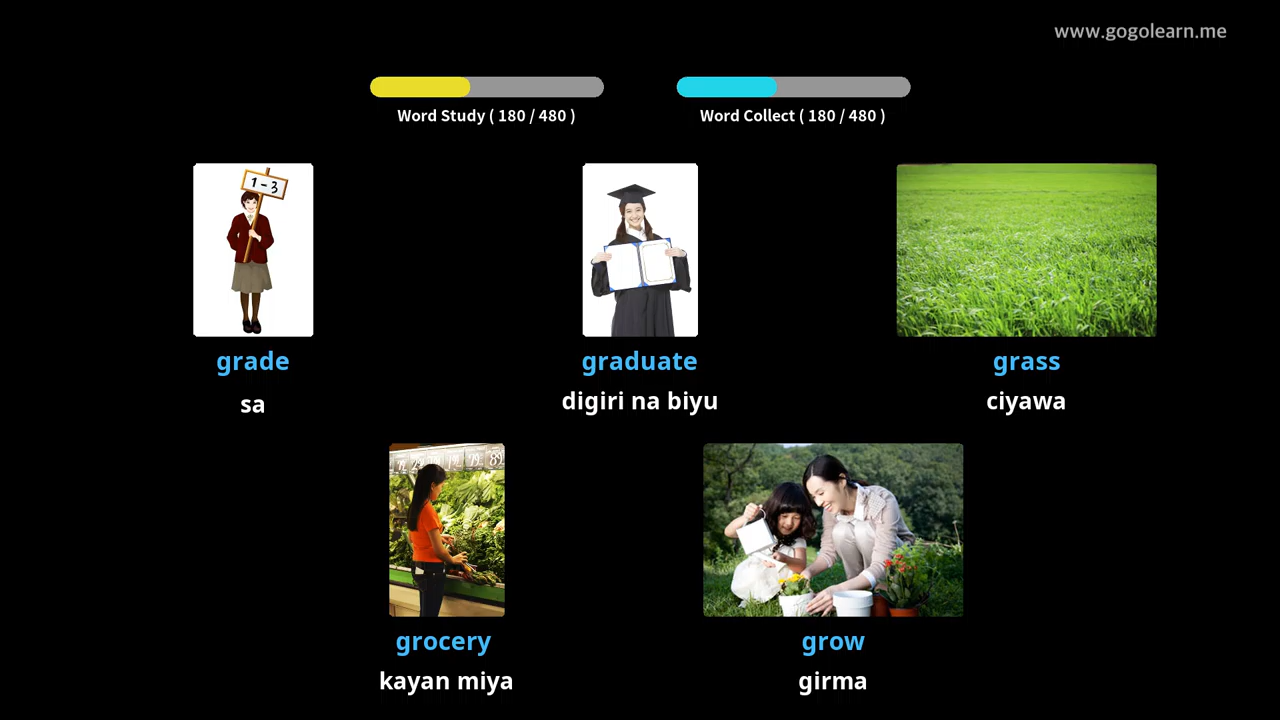 www.gogolearn.me
Word Study ( 180 / 480 )
Word Collect ( 180 / 480 )
1 - 3
grade
sa
graduate
digiri na biyu
grass
ciyawa
grocery
kayan miya
grow
girma